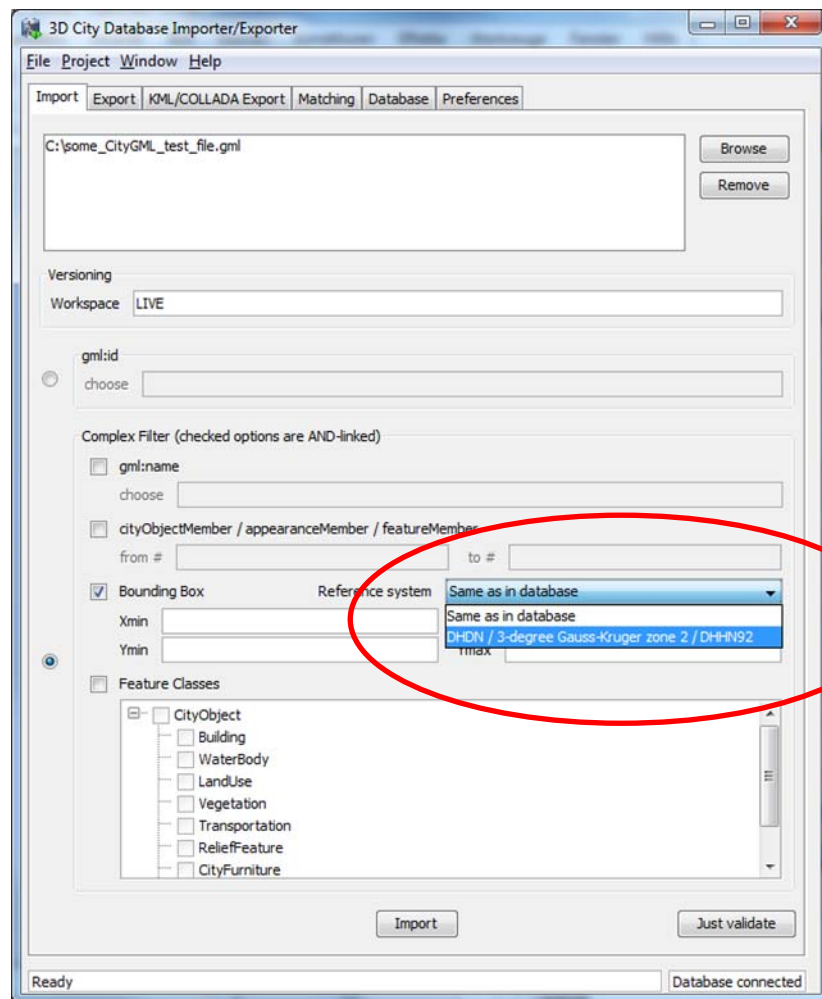 3D City Database Importer/Exporter
File Project Window Help
Import Export KML/COLLADA Export Matching Database Preferences
C:\some_CityGML_test_file.gml
Browse
Remove
Versioning
Workspace LIVE
gml:id
choose
Complex Filter (checked options are AND-linked)
gml:name
choose
cityObjectMember / appearanceMember / featureMember
from # to #
Bounding Box Reference system Same as in database
Same as in database
Xmin
DHDN / 3-degree Gauss-Kruger zone 2 / DHHN92
Ymin Ymax
Feature Classes
CityObject
Building
WaterBody
LandUse
Vegetation
Transportation
ReliefFeature
CityFurniture
Import Just validate
Ready Database connected